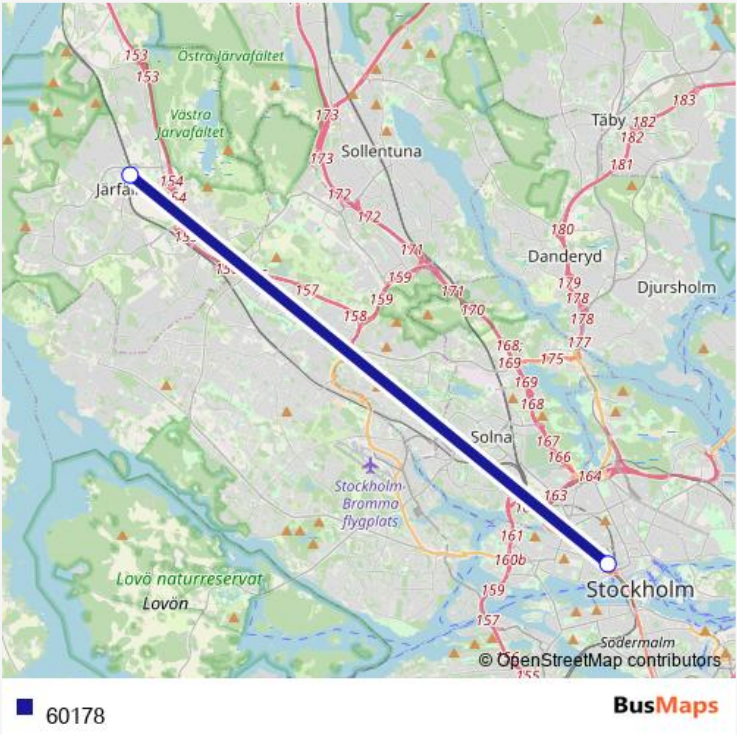 153
153
Östra Järvafältet
183
Västra
Järvafältet
173
Täby
182
182
Sollentuna
173
181
154
Järfäl
172
172
180
171
Danderyd
157
159
159
171
170
179
178
178
Djursholm
158
168;
169
177
175
169
168
Solna
167
166
164
163
Stockholm-
Bromma
flygplats
161
160b
Lovö naturreservat
Lovön
159
Stockholm
157
Södermalm
© OpenStreetMap contributors
155
60178
BusMaps